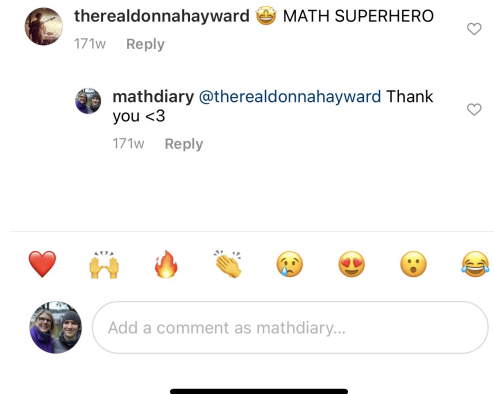 therealdonnahayward 🤩 MATH SUPERHERO
171w Reply
mathdiary @therealdonnahayward Thank
you <3
171w Reply
Add a comment as mathdiary...